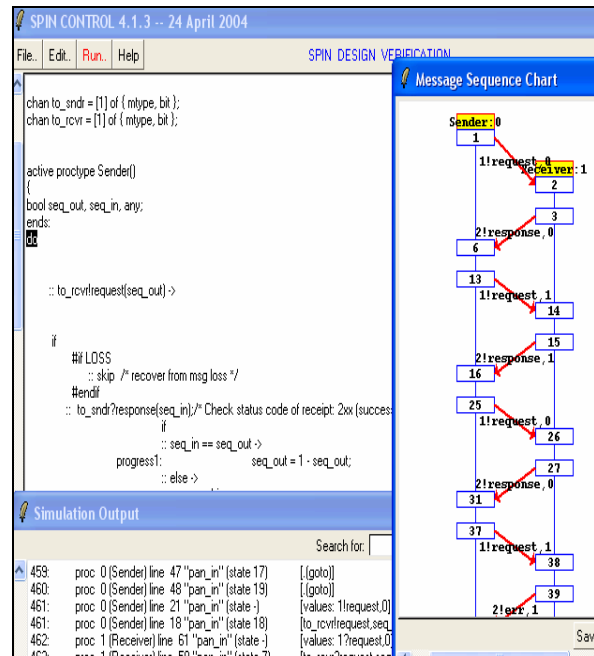 SPIN CONTROL 4.1.3 -- 24 April 2004
File.. Edit.. Run.. Help SPIN DESIGN VERIFICATION
chan to_sndr = [1] of { mtype, bit };
chan to_rcvr = [1] of { mtype, bit };
active proctype Sender()
{
bool seq_out, seq_in, any;
ends:
do
:: to_rcvr!request(seq_out) ->
if
#if LOSS
:: skip /* recover from msg loss */
#endif
:: to_sndr?response(seq_in);/* Check status code of receipt: 2xx (succes
if
:: seq_in == seq_out ->
progress1: seq_out = 1 - seq_out;
:: else ->
Message Sequence Chart
Sender:0
1
1!request,0
Receiver:1
2
3
2!response,0
6
13
1!request,1
14
15
2!response,1
16
25
1!request,0
26
27
2!response,0
31
37
1!request,1
38
39
2!err,1
Sav
Simulation Output
Search for:
459: proc 0 (Sender) line 47 "pan_in" (state 17) [.(goto)]
460: proc 0 (Sender) line 48 "pan_in" (state 19) [.(goto)]
461: proc 0 (Sender) line 21 "pan_in" (state -) [values: 1!request,0]
461: proc 0 (Sender) line 18 "pan_in" (state 18) [to_rcvr!request,seq_
462: proc 1 (Receiver) line 61 "pan_in" (state -) [values: 1?request,0]